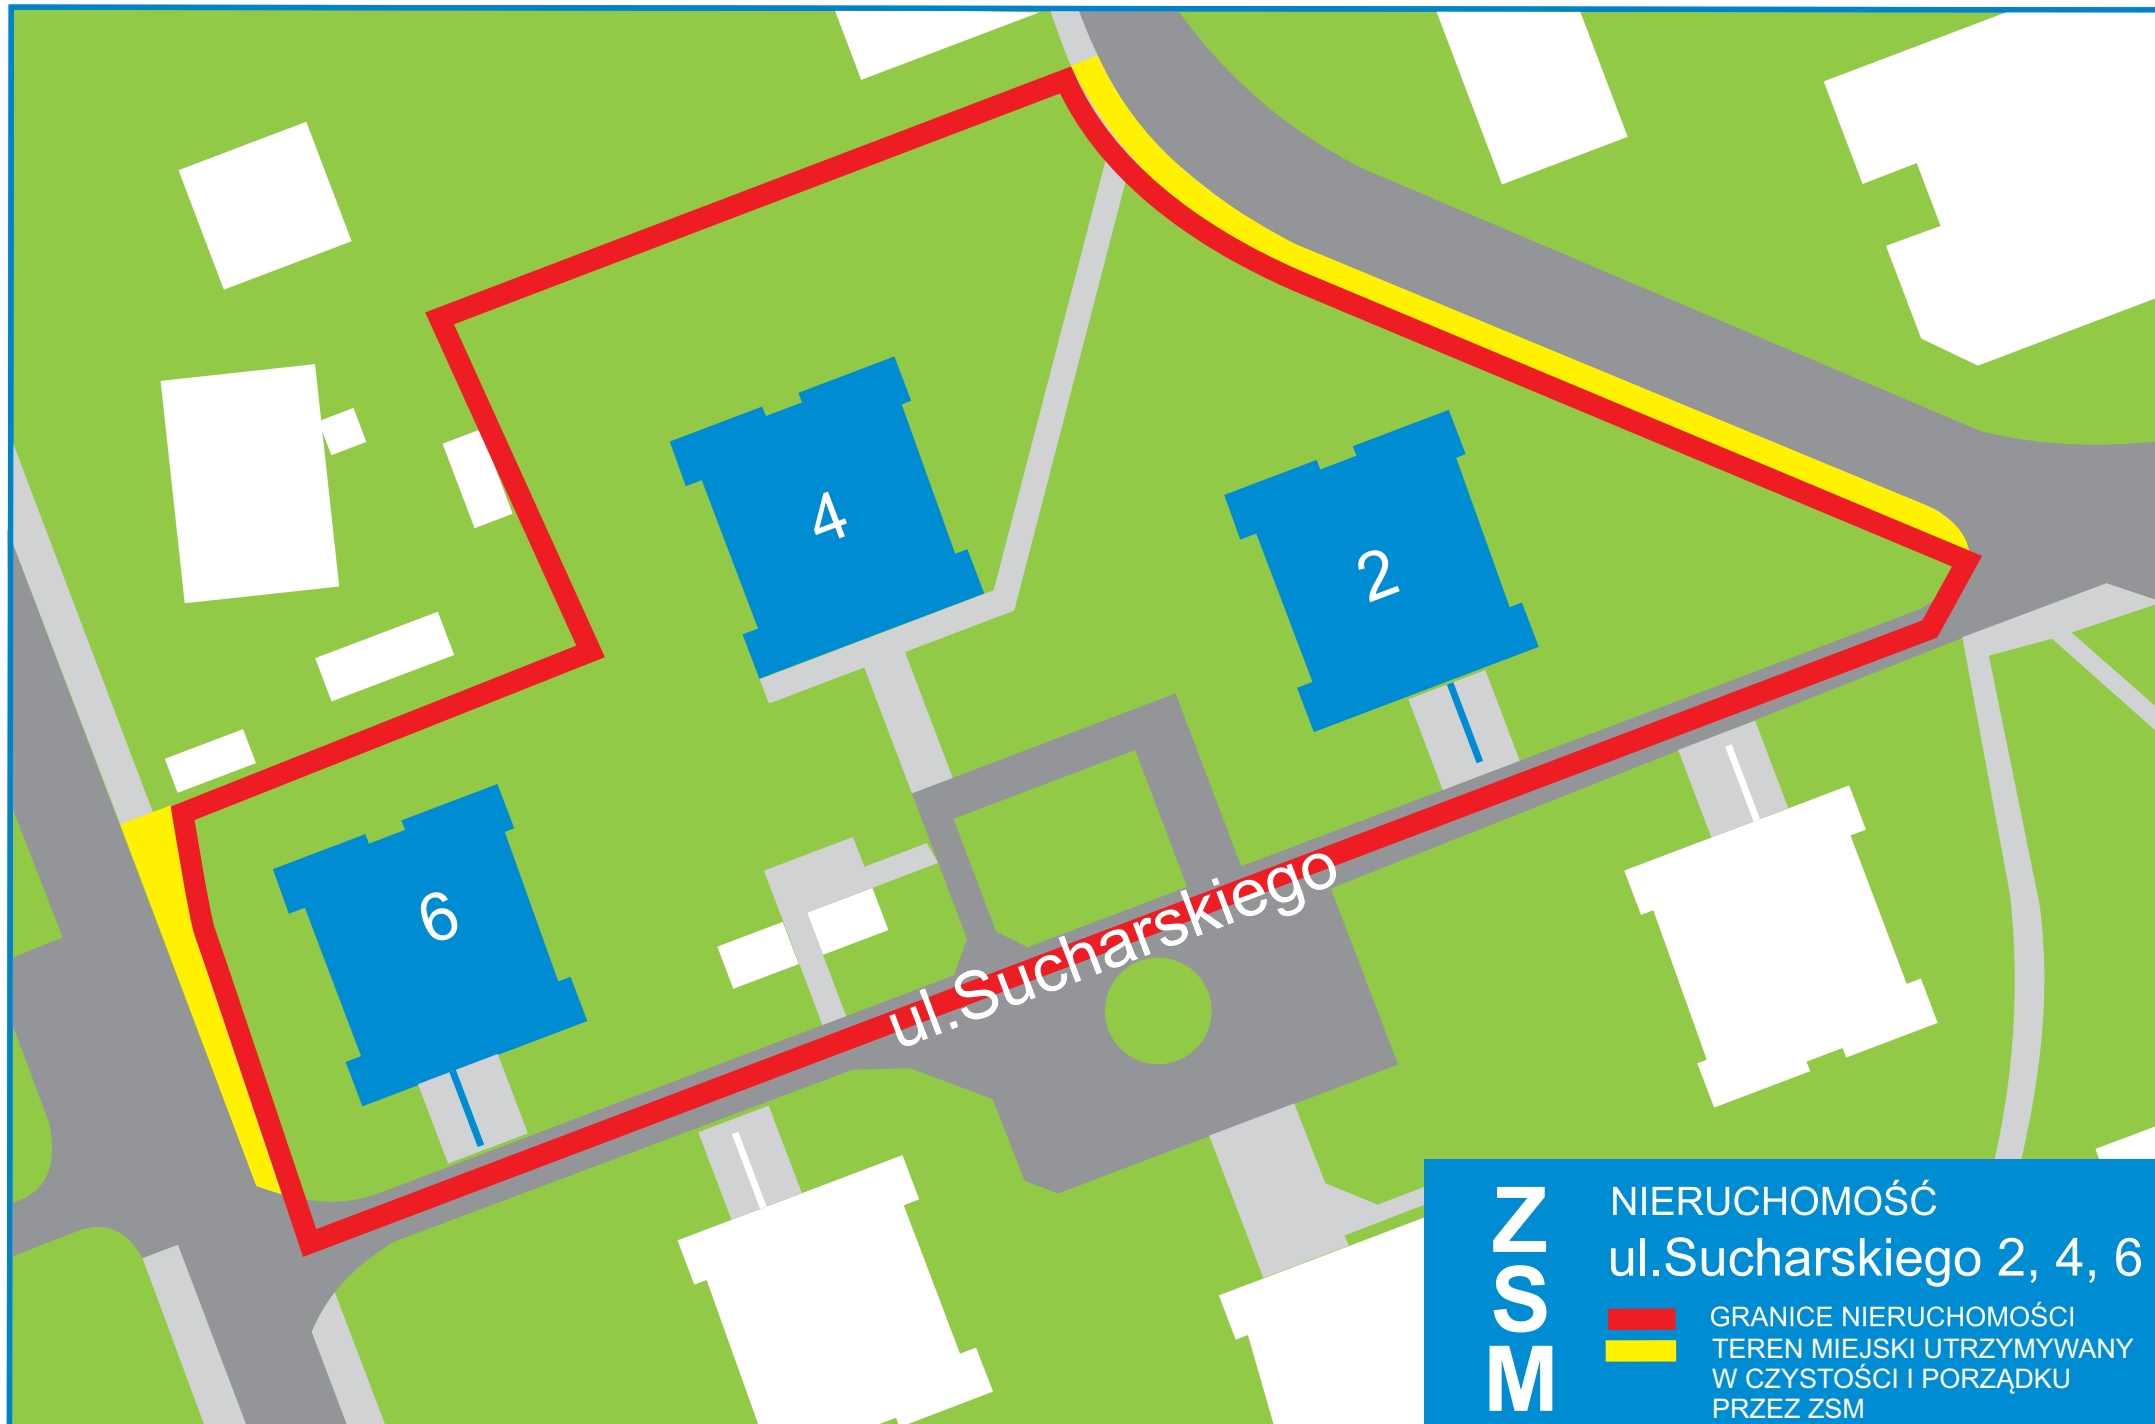 4
2
6
ul.Sucharskiego
ZSM
NIERUCHOMOŚĆ
ul.Sucharskiego 2, 4, 6
GRANICE NIERUCHOMOŚCI
TEREN MIEJSKI UTRZYMYWANY
W CZYSTOŚCI I PORZĄDKU
PRZEZ ZSM